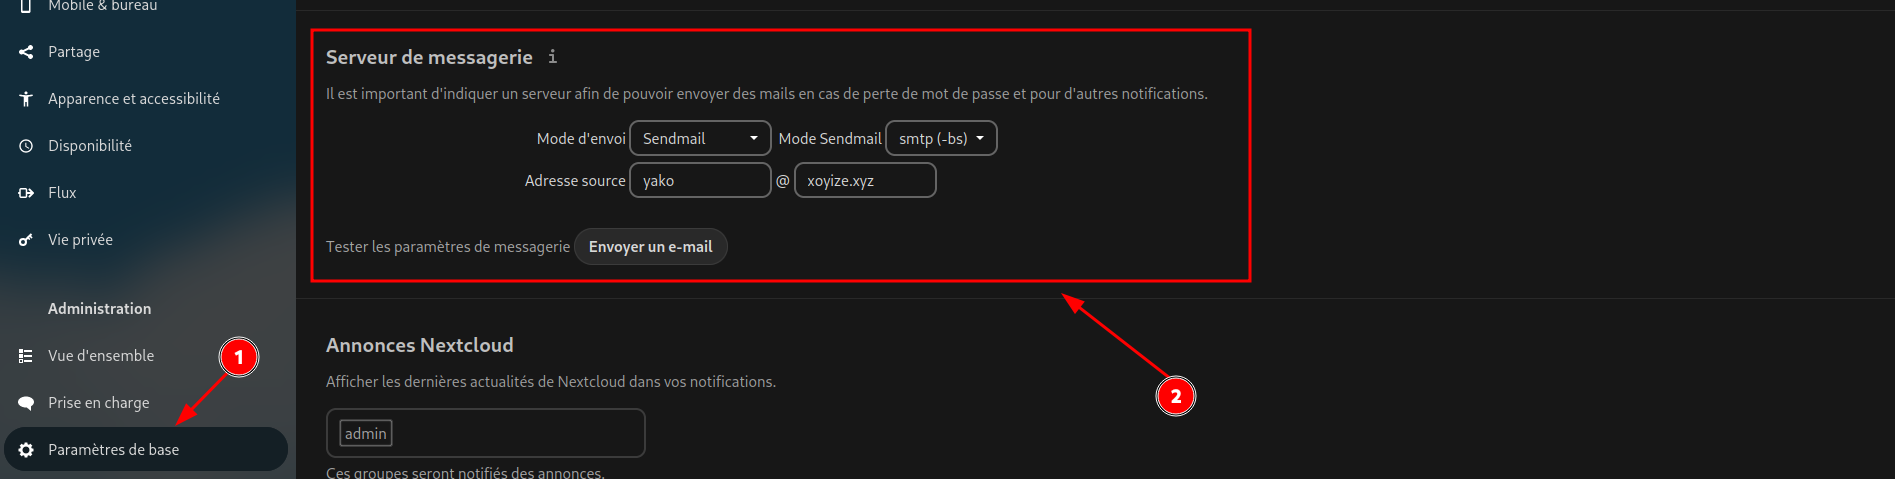 Mobile & bureau
Partage
Apparence et accessibilité
Disponibilité
Flux
Vie privée
Administration
Vue d'ensemble
1
Prise en charge
Paramètres de base
Serveur de messagerie i
Il est important d'indiquer un serveur afin de pouvoir envoyer des mails en cas de perte de mot de passe et pour d'autres notifications.
Mode d'envoi Sendmail Mode Sendmail smtp (-bs)
Adresse source yako @ xoyize.xyz
Tester les paramètres de messagerie Envoyer un e-mail
2
Annonces Nextcloud
Afficher les dernières actualités de Nextcloud dans vos notifications.
admin
Ces groupes seront notifiés des annonces.